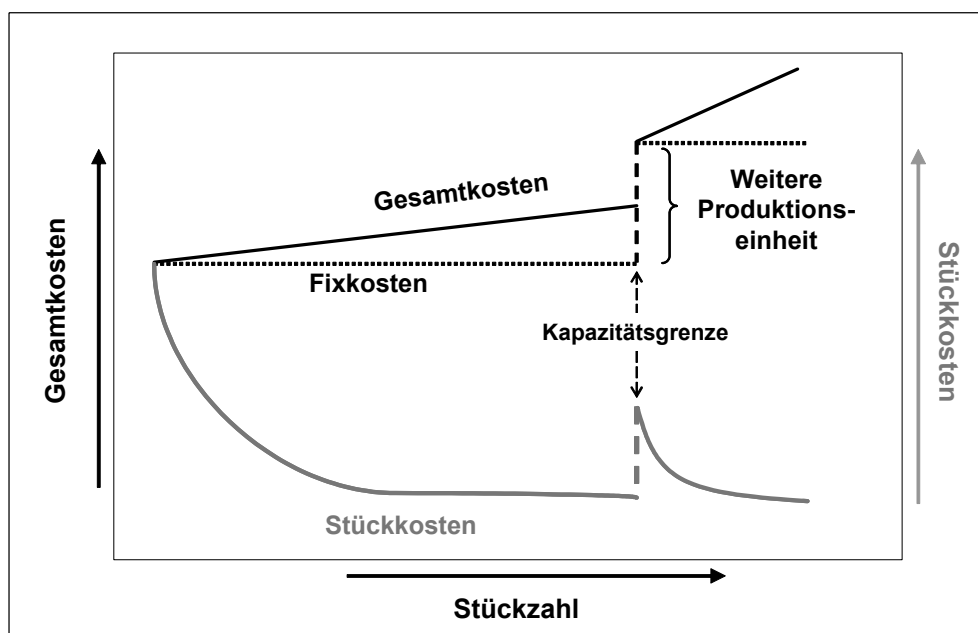 Gesamtkosten
Gesamtkosten
Fixkosten
Weitere
Produktions-
einheit
Kapazitätsgrenze
Stückkosten
Stückkosten
Stückzahl